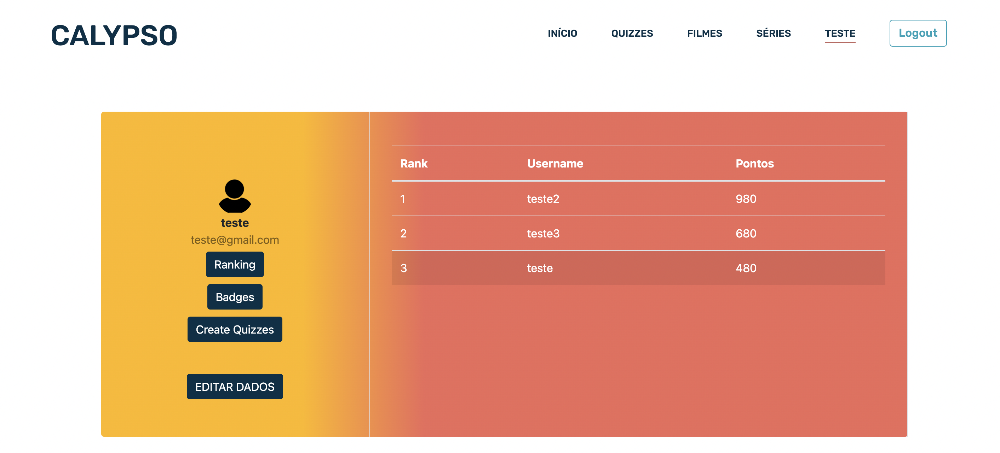 CALYPSO
INÍCIO QUIZZES FILMES SÉRIES TESTE Logout
teste
teste@gmail.com
Ranking
Badges
Create Quizzes
EDITAR DADOS
Rank Username Pontos
1 teste2 980
2 teste3 680
3 teste 480